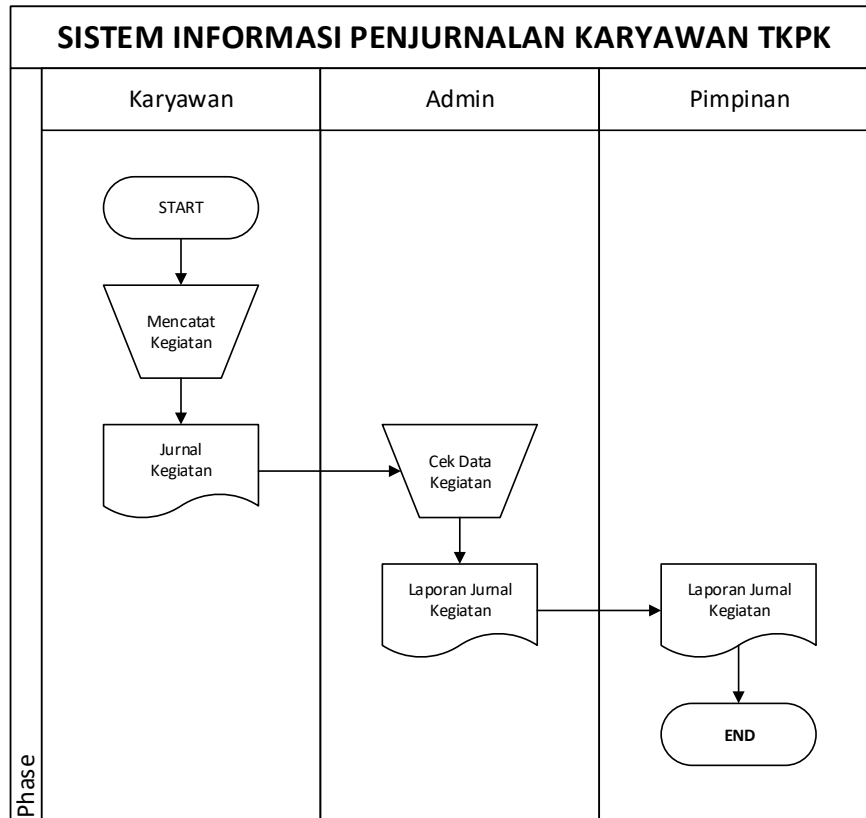 SISTEM INFORMASI PENJURNALAN KARYAWAN TKPK
Karyawan
Admin
Pimpinan
START
Mencatat
Kegiatan
Jurnal
Kegiatan
Cek Data
Kegiatan
Laporan Jurnal
Kegiatan
Laporan Jurnal
Kegiatan
END
Phase